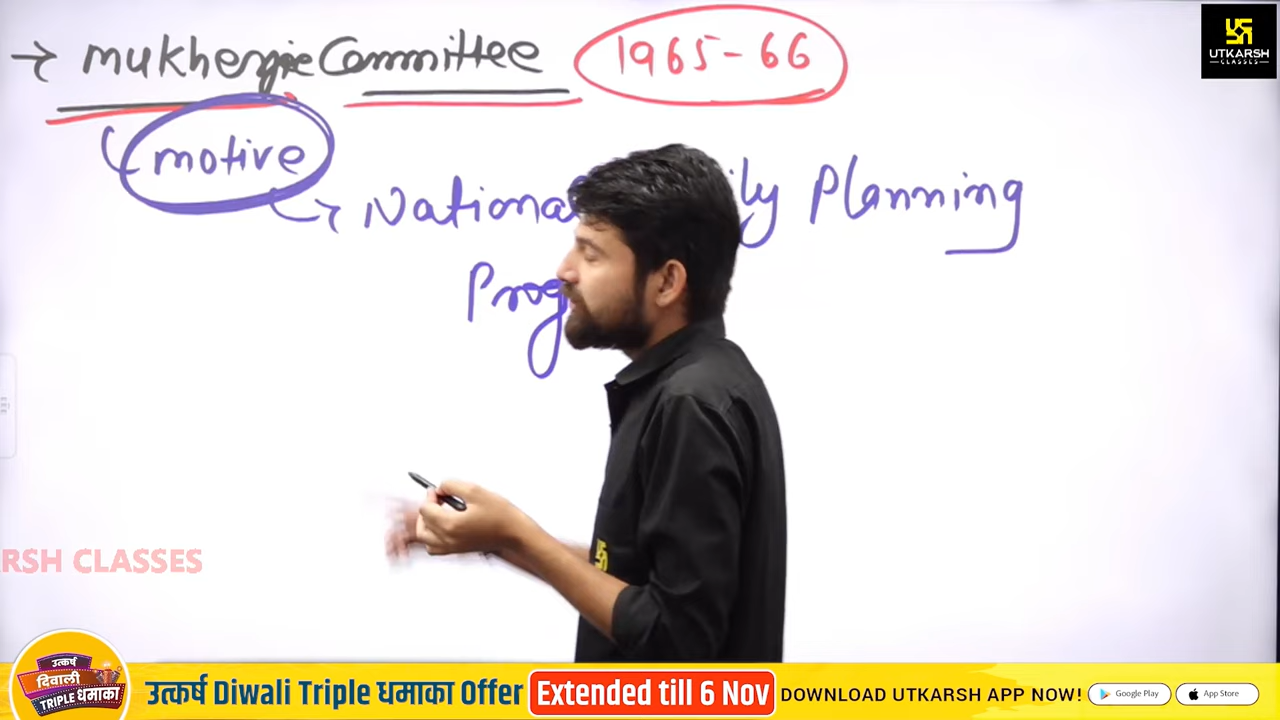 → mukherjie Committee 1965-66
UTKARSH
CLASSES
motive
→ National ily Planning
Prog
RSH CLASSES
उत्कर्ष
दिवाली
TRIPLE धमाका
उत्कर्ष Diwali Triple धमाका Offer Extended till 6 Nov DOWNLOAD UTKARSH APP NOW! Google Play App Store